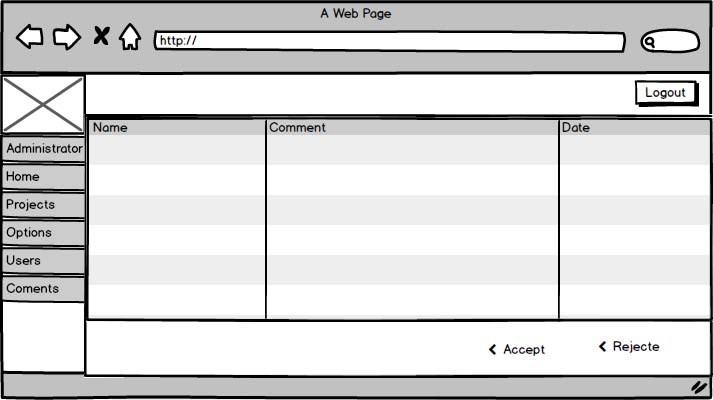 A Web Page
http://
Logout
Name Comment Date
Administrator
Home
Projects
Options
Users
Coments
Accept
Rejecte